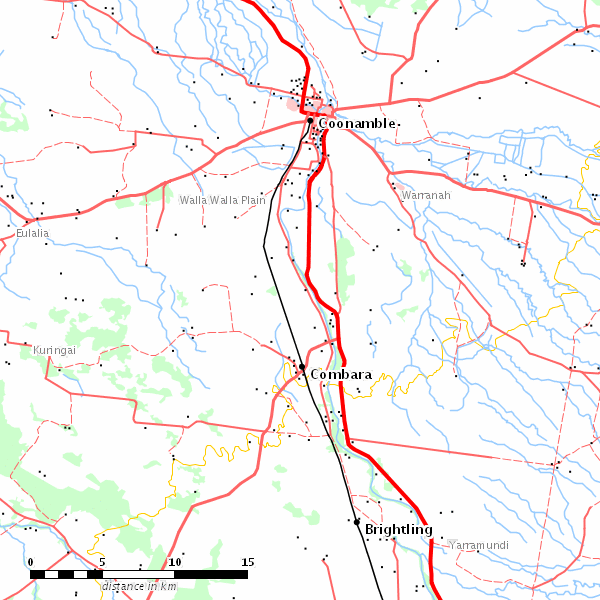 Coonamble
Walla Walla Plain
Warranah
Eulalia
Kuringai
Combara
Brightling
Yarramundi
0 5 10 15
distance in km